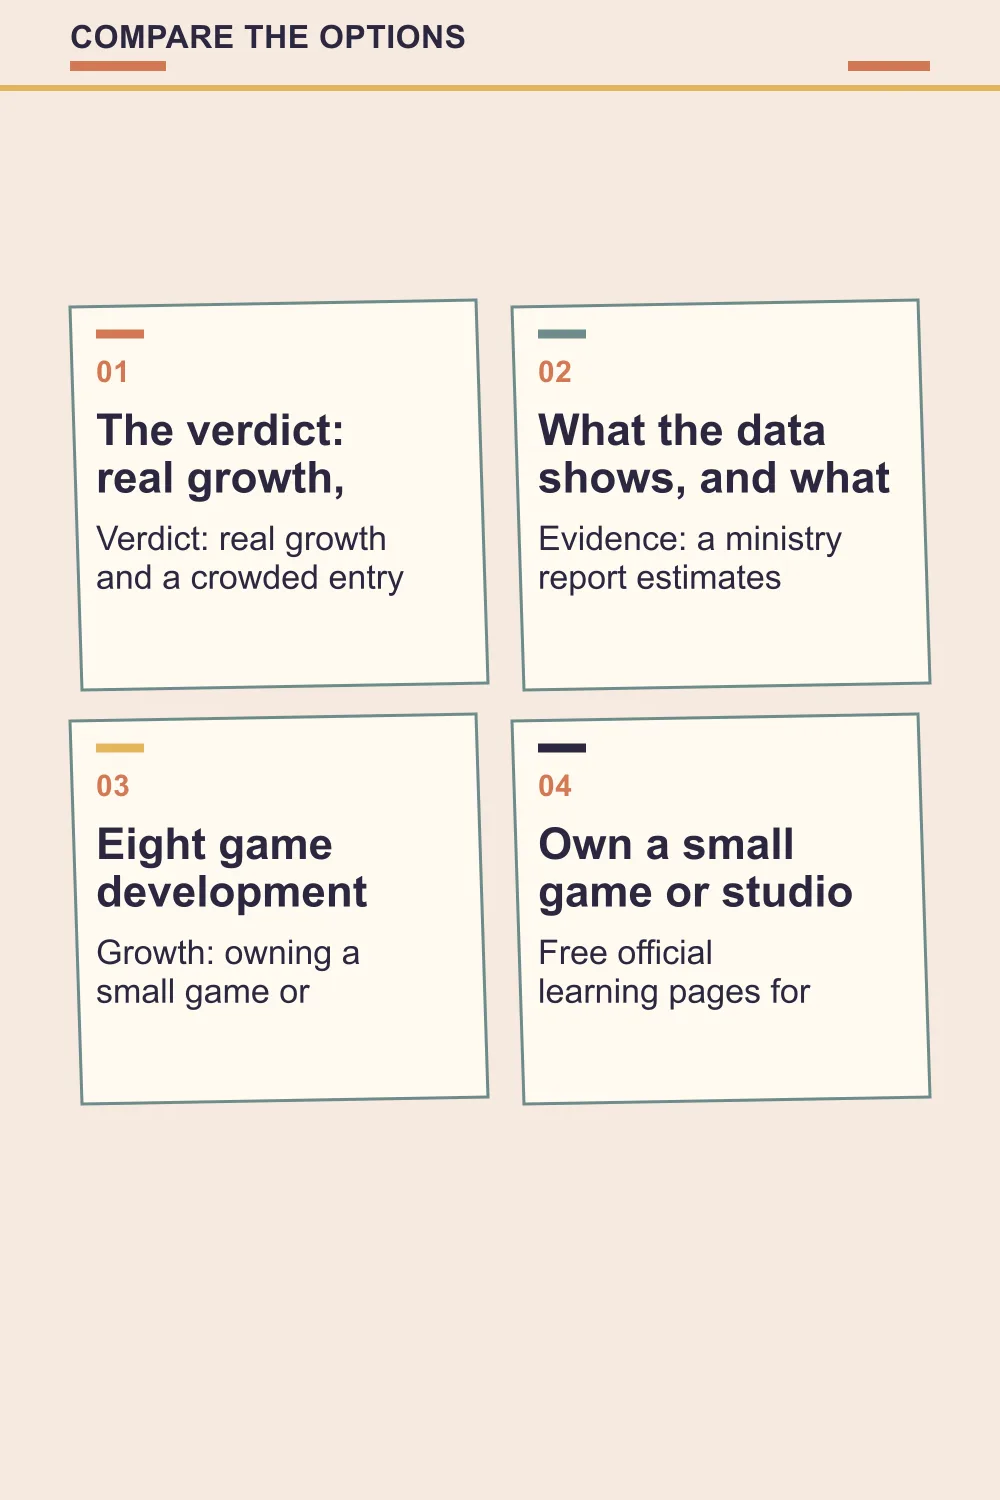 COMPARE THE OPTIONS
01
The verdict:
real growth,
Verdict: real growth
and a crowded entry
02
What the data
shows, and what
Evidence: a ministry
report estimates
03
Eight game
development
Growth: owning a
small game or
04
Own a small
game or studio
Free official
learning pages for